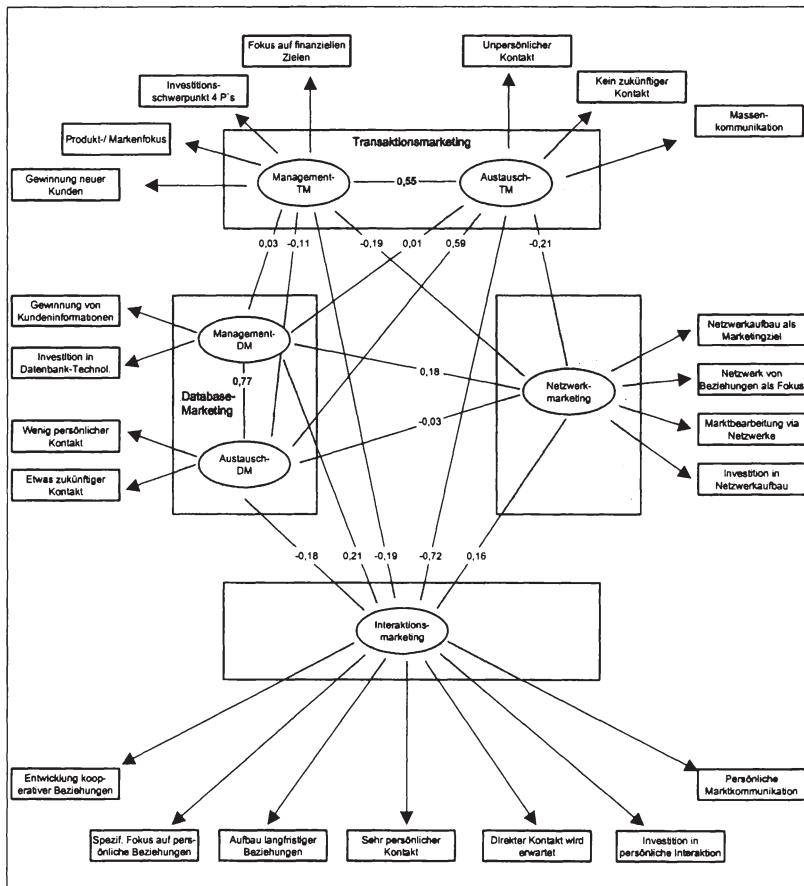 Fokus auf finanziellen
Zielen
Unpersönlicher
Kontakt
Investitions-
schwerpunkt 4 P`s
Kein zukünftiger
Kontakt
Produkt-/ Markenfokus
Massen-
kommunikation
Transaktionsmarketing
Gewinnung neuer
Kunden
Management-
TM
0,55
Austausch-
TM
0,03
-0,11
-0,19
0,01
0,59
-0,21
Gewinnung von
Kundeninformationen
Investition in
Datenbank-Technol.
Management-
DM
0,77
Database-
Marketing
Wenig persönlicher
Kontakt
Etwas zukünftiger
Kontakt
Austausch-
DM
0,18
-0,03
Netzwerk-
marketing
Netzwerkaufbau als
Marketingziel
Netzwerk von
Beziehungen als Fokus
Marktbearbeitung via
Netzwerke
Investition in
Netzwerkaufbau
-0,18
0,21
-0,19
-0,72
0,16
Interaktions-
marketing
Entwicklung koop-
erativer Beziehungen
Persönliche
Marktkommunikation
Spezif. Fokus auf per-
sönliche Beziehungen
Aufbau langfristiger
Beziehungen
Sehr persönlicher
Kontakt
Direkter Kontakt wird
erwartet
Investition in
persönliche Interaktion